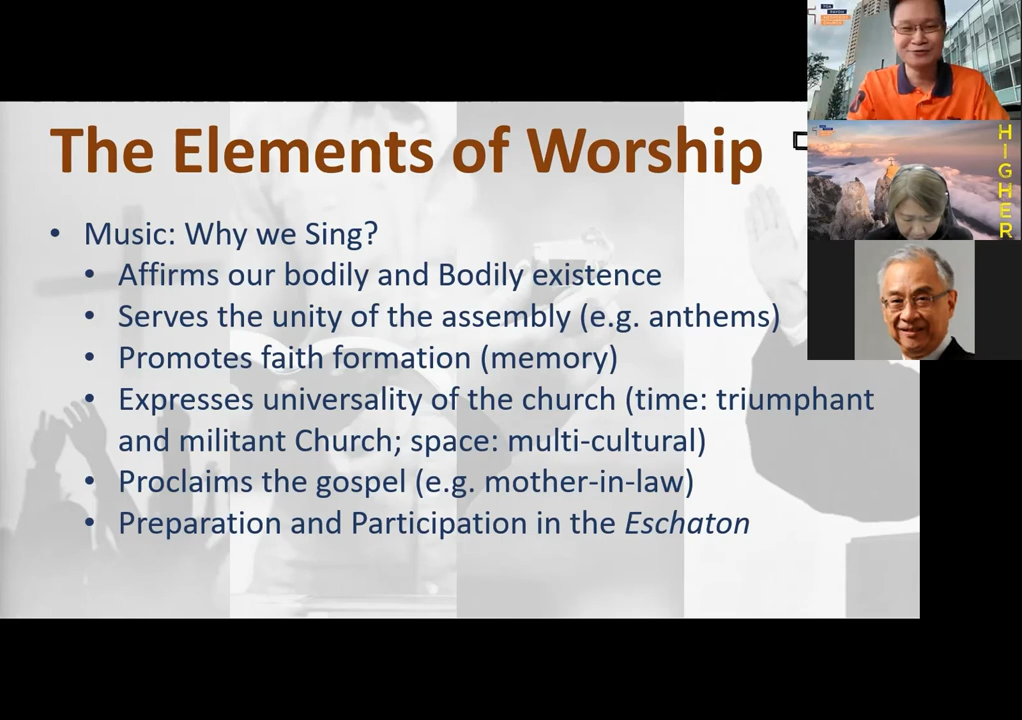 The Elements of Worship
• Music: Why we Sing?
• Affirms our bodily and Bodily existence
• Serves the unity of the assembly (e.g. anthems)
• Promotes faith formation (memory)
• Expresses universality of the church (time: triumphant
and militant Church; space: multi-cultural)
• Proclaims the gospel (e.g. mother-in-law)
• Preparation and Participation in the Eschaton
HIGHER